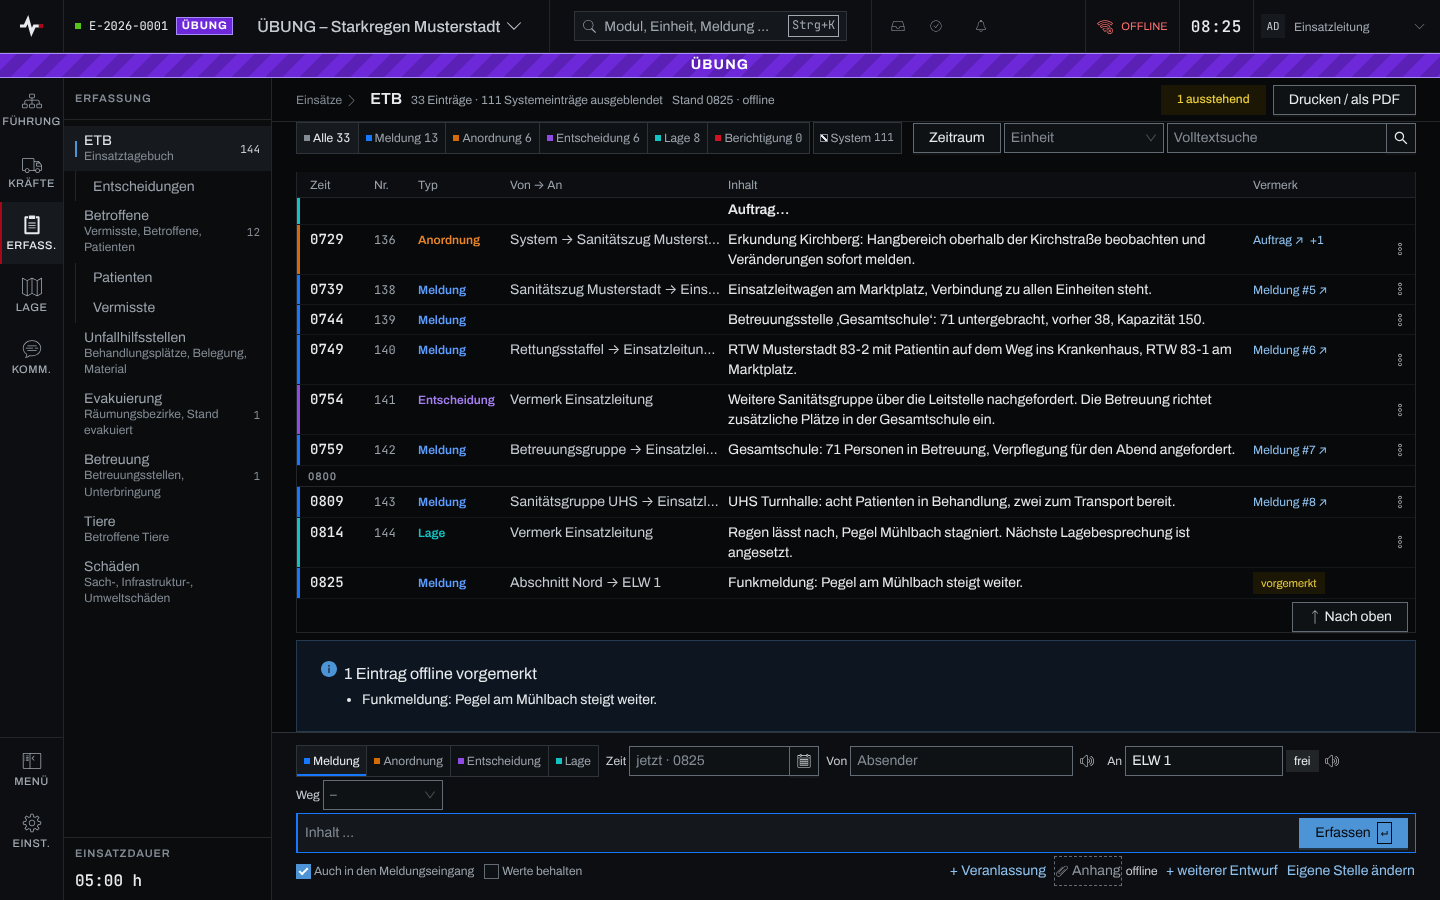 E-2026-0001 ÜBUNG ÜBUNG – Starkregen Musterstadt Modul, Einheit, Meldung ... Strg+K OFFLINE 08:25 AD Einsatzleitung
ÜBUNG
FÜHRUNG
KRÄFTE
ERFASS.
LAGE
KOMM.
MENÜ
EINST.
ERFASSUNG
ETB
Einsatztagebuch
144
Entscheidungen
Betroffene
Vermisste, Betroffene,
Patienten
12
Patienten
Vermisste
Unfallhilfsstellen
Behandlungsplätze, Belegung,
Material
Evakuierung
Räumungsbezirke, Stand
evakuiert
1
Betreuung
Betreuungsstellen,
Unterbringung
1
Tiere
Betroffene Tiere
Schäden
Sach-, Infrastruktur-,
Umweltschäden
EINSATZDAUER
05:00 h
Einsätze ETB 33 Einträge · 111 Systemeinträge ausgeblendet Stand 0825 · offline 1 ausstehend Drucken / als PDF
Alle 33 Meldung 13 Anordnung 6 Entscheidung 6 Lage 8 Berichtigung 0 System 111 Zeitraum Einheit Volltextsuche
Zeit Nr. Typ Von → An Inhalt Vermerk
Auftrag...
0729 136 Anordnung System → Sanitätszug Musterst... Erkundung Kirchberg: Hangbereich oberhalb der Kirchstraße beobachten und Auftrag ↗ +1
Veränderungen sofort melden.
0739 138 Meldung Sanitätszug Musterstadt → Eins... Einsatzleitwagen am Marktplatz, Verbindung zu allen Einheiten steht. Meldung #5 ↗
0744 139 Meldung Betreuungsstelle ‚Gesamtschule‘: 71 untergebracht, vorher 38, Kapazität 150.
0749 140 Meldung Rettungsstaffel → Einsatzleitun... RTW Musterstadt 83-2 mit Patientin auf dem Weg ins Krankenhaus, RTW 83-1 am Meldung #6 ↗
Marktplatz.
0754 141 Entscheidung Vermerk Einsatzleitung Weitere Sanitätsgruppe über die Leitstelle nachgefordert. Die Betreuung richtet
zusätzliche Plätze in der Gesamtschule ein.
0759 142 Meldung Betreuungsgruppe → Einsatzlei... Gesamtschule: 71 Personen in Betreuung, Verpflegung für den Abend angefordert. Meldung #7 ↗
0800
0809 143 Meldung Sanitätsgruppe UHS → Einsatzl... UHS Turnhalle: acht Patienten in Behandlung, zwei zum Transport bereit. Meldung #8 ↗
0814 144 Lage Vermerk Einsatzleitung Regen lässt nach, Pegel Mühlbach stagniert. Nächste Lagebesprechung ist
angesetzt.
0825 Meldung Abschnitt Nord → ELW 1 Funkmeldung: Pegel am Mühlbach steigt weiter. vorgemerkt
↑ Nach oben
1 Eintrag offline vorgemerkt
• Funkmeldung: Pegel am Mühlbach steigt weiter.
Meldung Anordnung Entscheidung Lage Zeit jetzt · 0825 Von Absender An ELW 1 frei
Weg –
Inhalt ... Erfassen ↵
Auch in den Meldungseingang Werte behalten + Veranlassung Anhang offline + weiterer Entwurf Eigene Stelle ändern